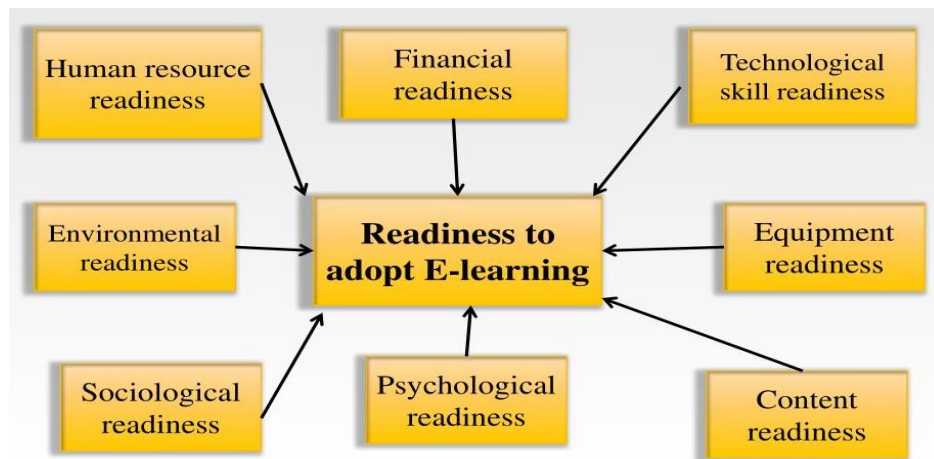 Human resource
readiness
Financial
readiness
Technological
skill readiness
Environmental
readiness
Readiness to
adopt E-learning
Equipment
readiness
Sociological
readiness
Psychological
readiness
Content
readiness